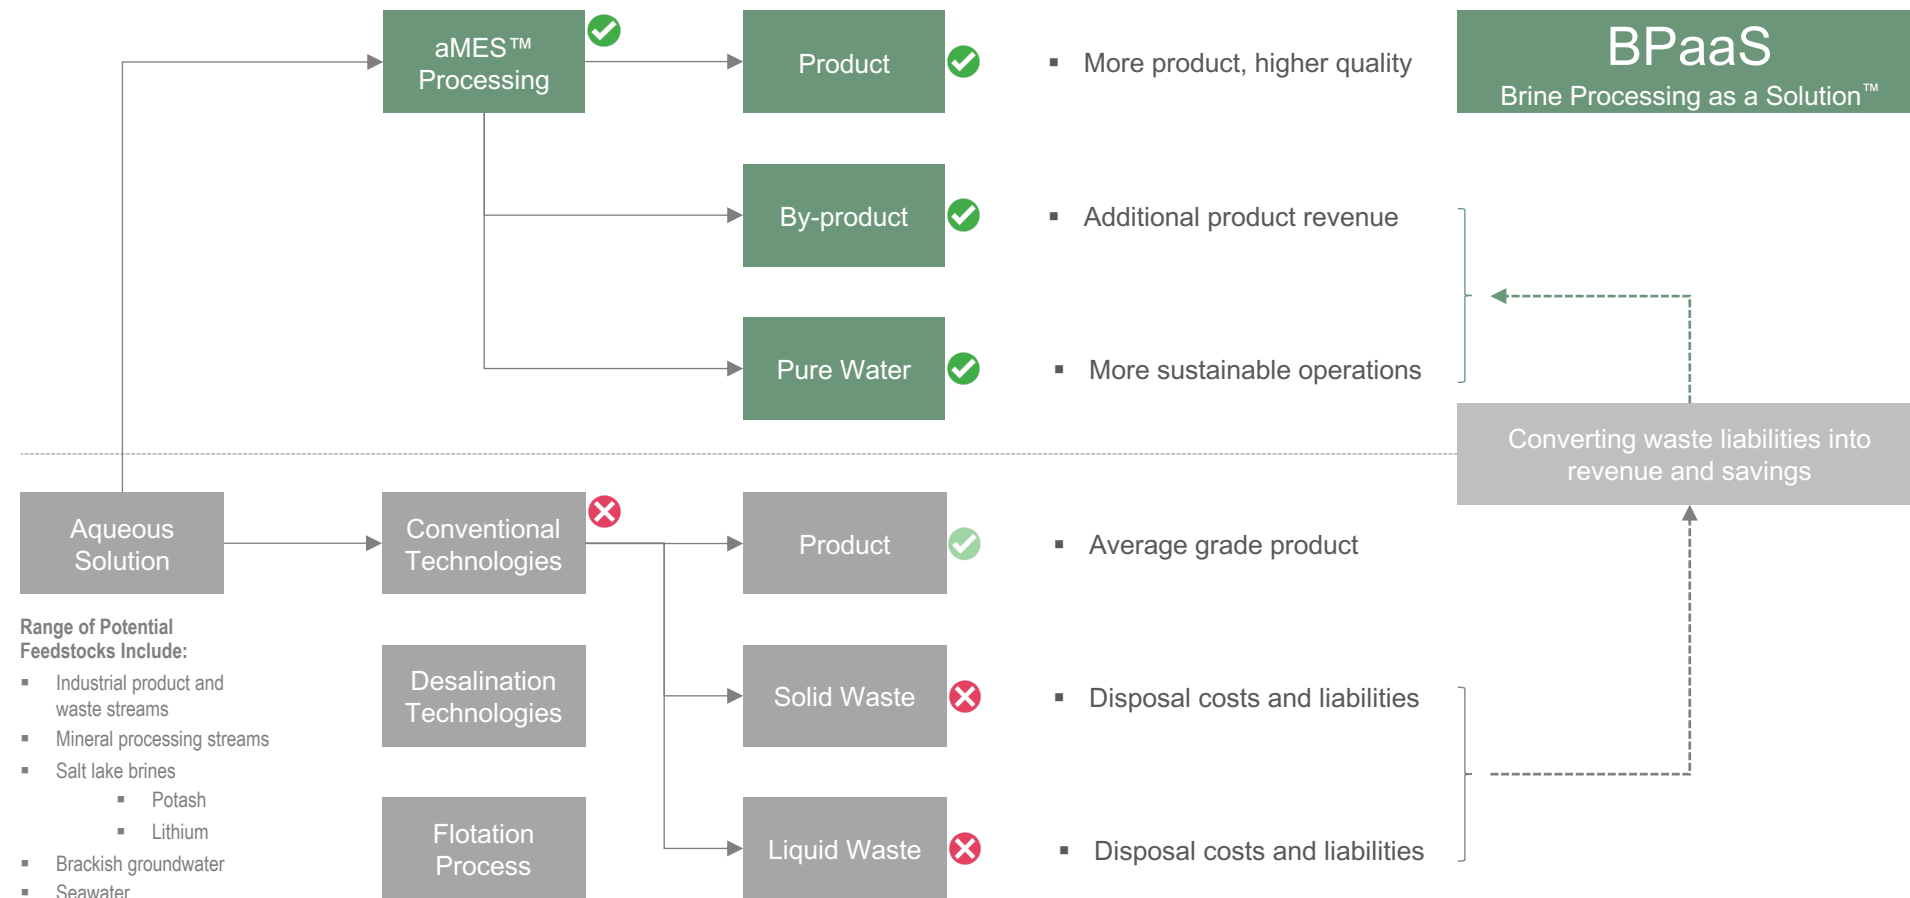 aMES™
Processing
Product
▪ More product, higher quality
BPaaS
Brine Processing as a Solution™
By-product
▪ Additional product revenue
Pure Water
▪ More sustainable operations
Converting waste liabilities into
revenue and savings
Aqueous
Solution
Conventional
Technologies
Product
▪ Average grade product
Range of Potential
Feedstocks Include:
▪ Industrial product and
waste streams
▪ Mineral processing streams
▪ Salt lake brines
▪ Potash
▪ Lithium
▪ Brackish groundwater
▪ Seawater
Desalination
Technologies
Solid Waste
▪ Disposal costs and liabilities
Flotation
Process
Liquid Waste
▪ Disposal costs and liabilities